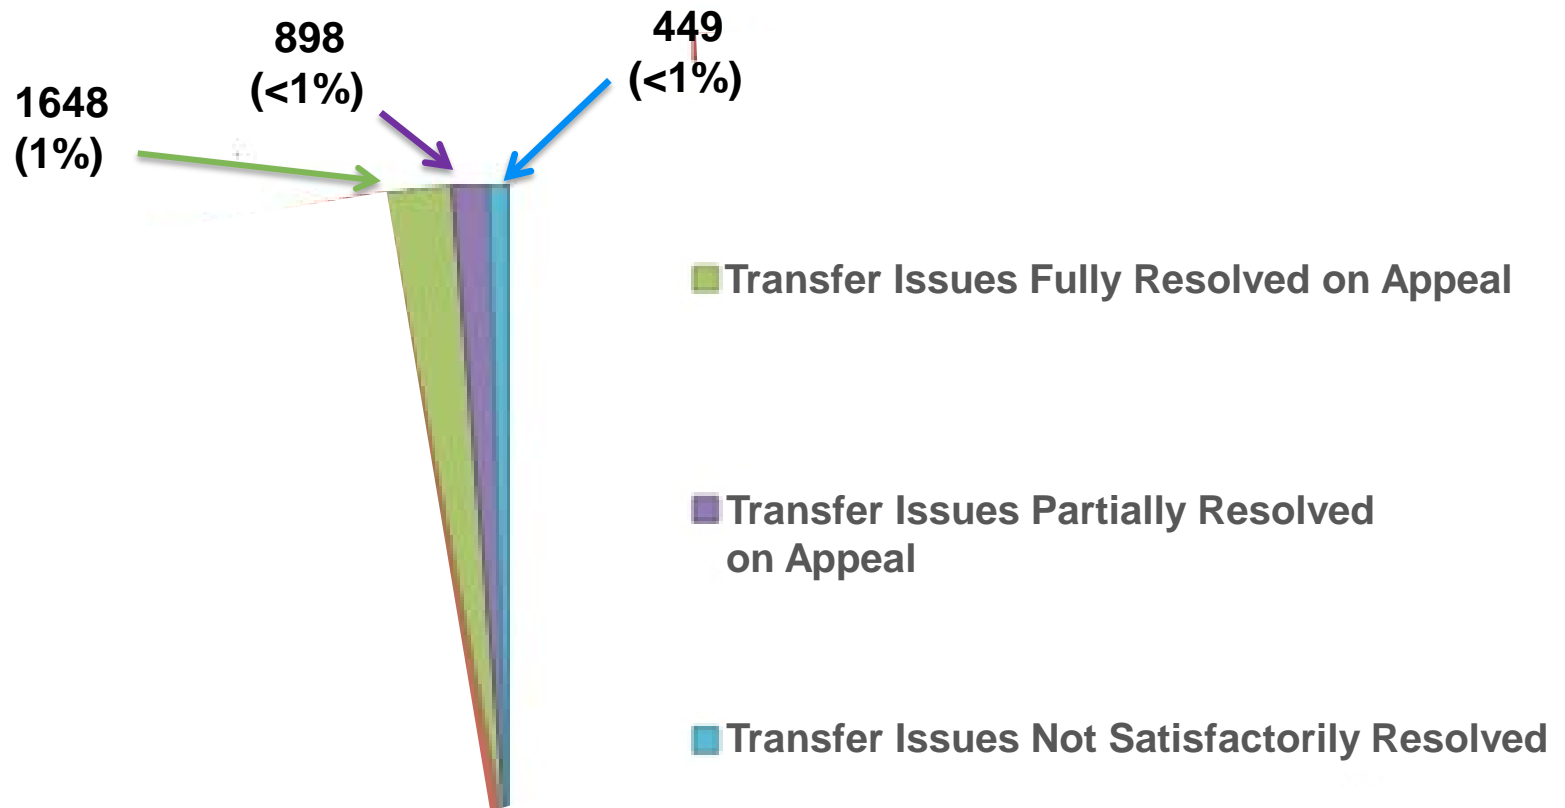 449
(<1%)
898
(<1%)
1648
(1%)
Transfer Issues Fully Resolved on Appeal
Transfer Issues Partially Resolved
on Appeal
Transfer Issues Not Satisfactorily Resolved